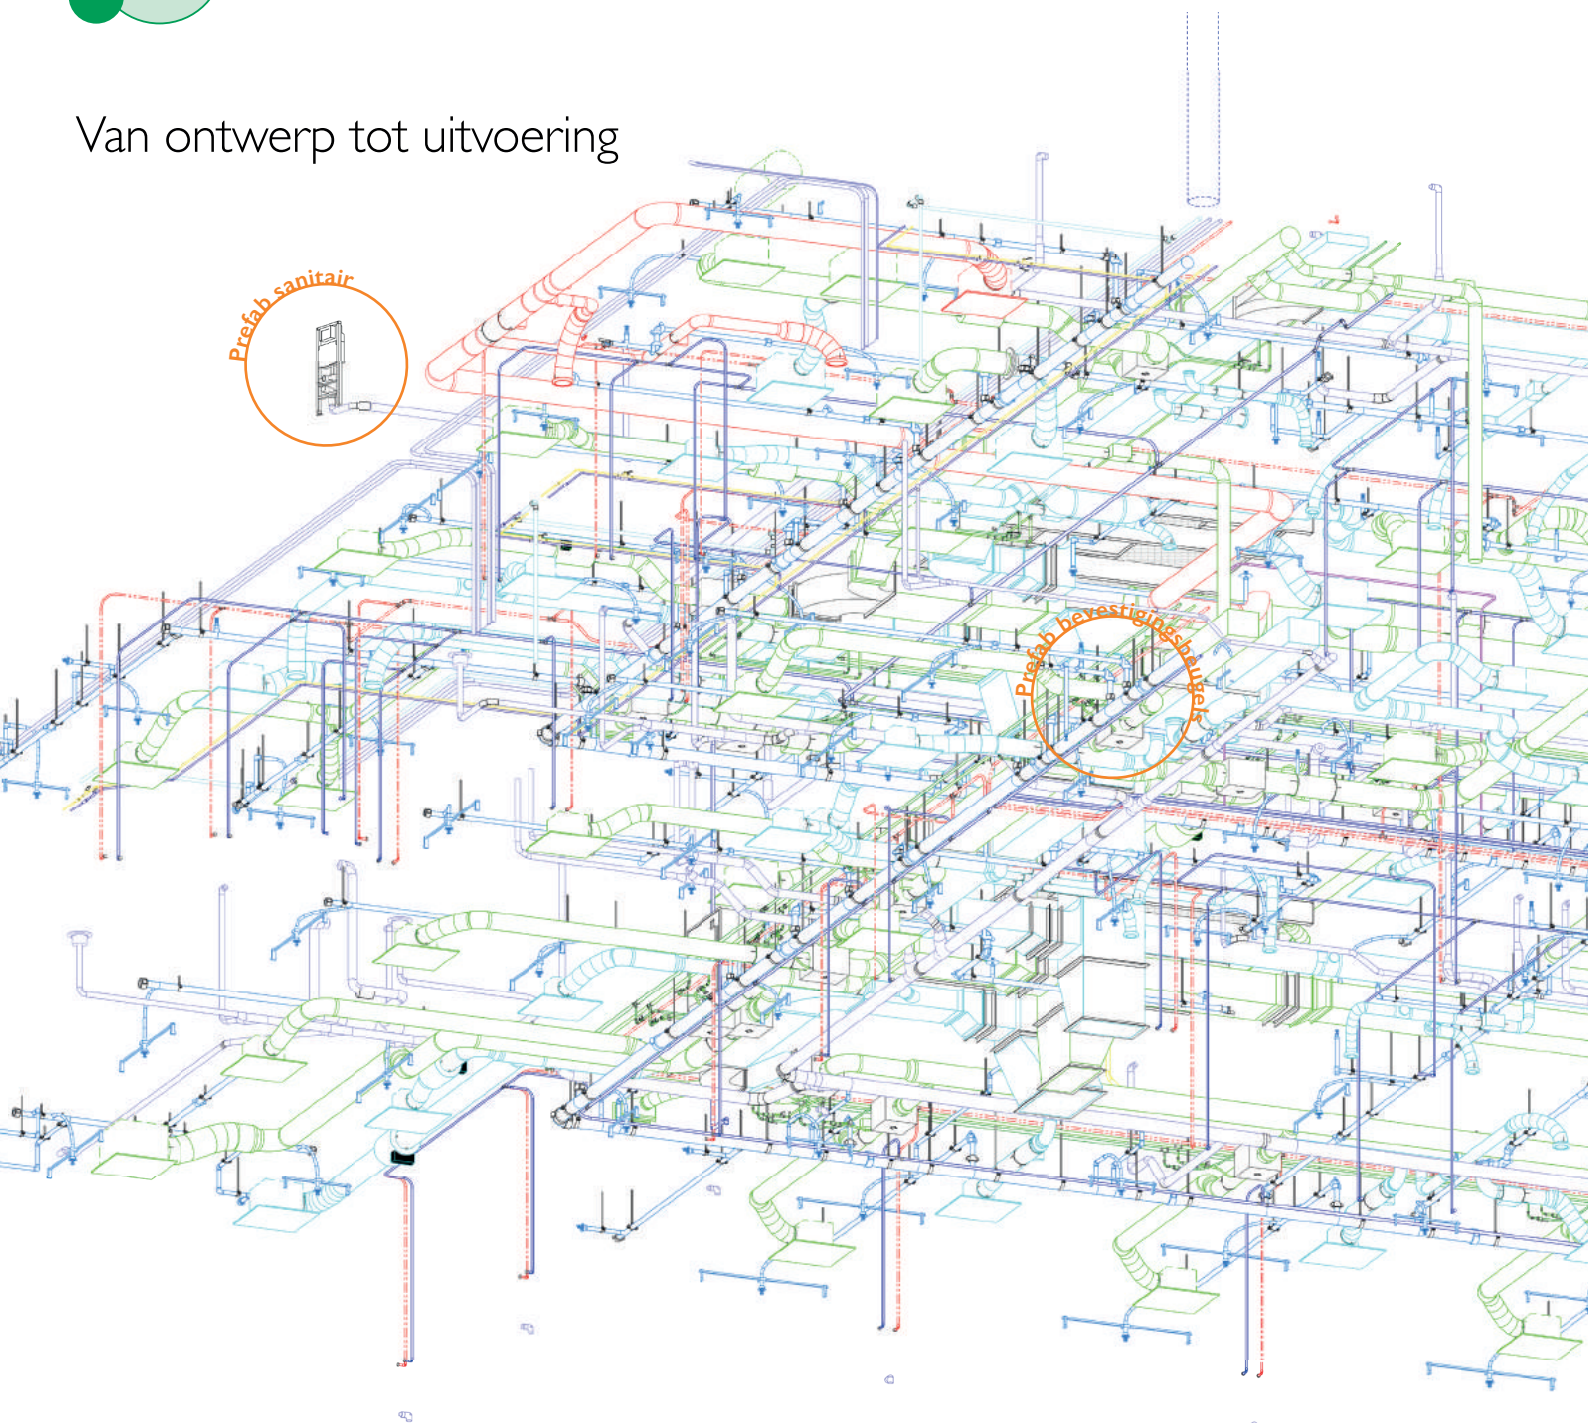 Van ontwerp tot uitvoering
Prefab sanitair
Prefab bevestigingsbeugels